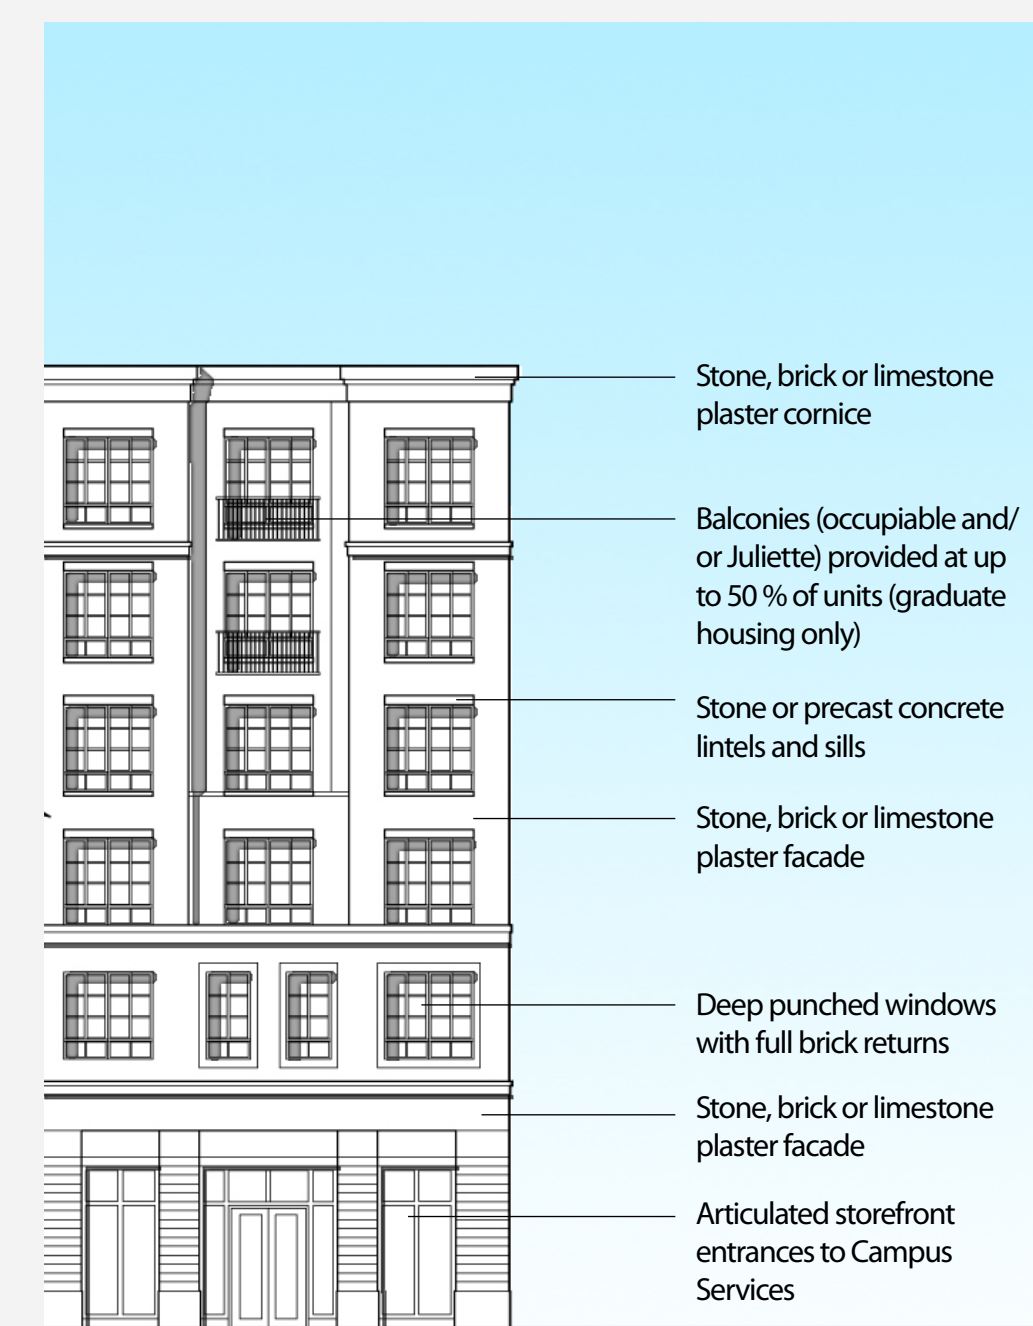 Stone, brick or limestone
plaster cornice
Balconies (occupiable and/
or Juliette) provided at up
to 50 % of units (graduate
housing only)
Stone or precast concrete
lintels and sills
Stone, brick or limestone
plaster facade
Deep punched windows
with full brick returns
Stone, brick or limestone
plaster facade
Articulated storefront
entrances to Campus
Services